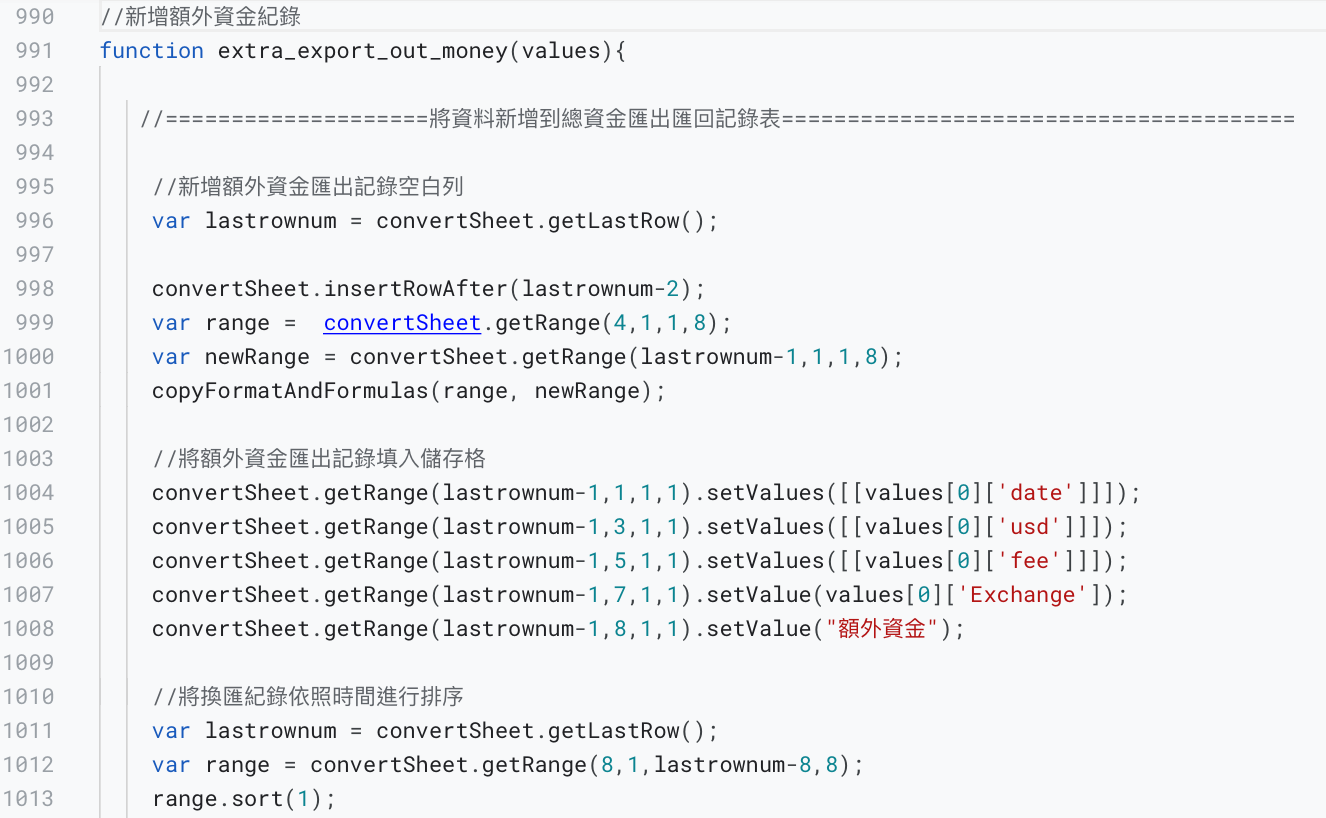 990 //新增額外資金紀錄
991 function extra_export_out_money(values){
992
993 //====================將資料新增到總資金匯出匯回記錄表=======================================
994
995 //新增額外資金匯出記錄空白列
996 var lastrownum = convertSheet.getLastRow();
997
998 convertSheet.insertRowAfter(lastrownum-2);
999 var range =  convertSheet.getRange(4,1,1,8);
1000 var newRange = convertSheet.getRange(lastrownum-1,1,1,8);
1001 copyFormatAndFormulas(range, newRange);
1002
1003 //將額外資金匯出記錄填入儲存格
1004 convertSheet.getRange(lastrownum-1,1,1,1).setValues([[values[0]['date']]]);
1005 convertSheet.getRange(lastrownum-1,3,1,1).setValues([[values[0]['usd']]]);
1006 convertSheet.getRange(lastrownum-1,5,1,1).setValues([[values[0]['fee']]]);
1007 convertSheet.getRange(lastrownum-1,7,1,1).setValue(values[0]['Exchange']);
1008 convertSheet.getRange(lastrownum-1,8,1,1).setValue("額外資金");
1009
1010 //將換匯紀錄依照時間進行排序
1011 var lastrownum = convertSheet.getLastRow();
1012 var range = convertSheet.getRange(8,1,lastrownum-8,8);
1013 range.sort(1);